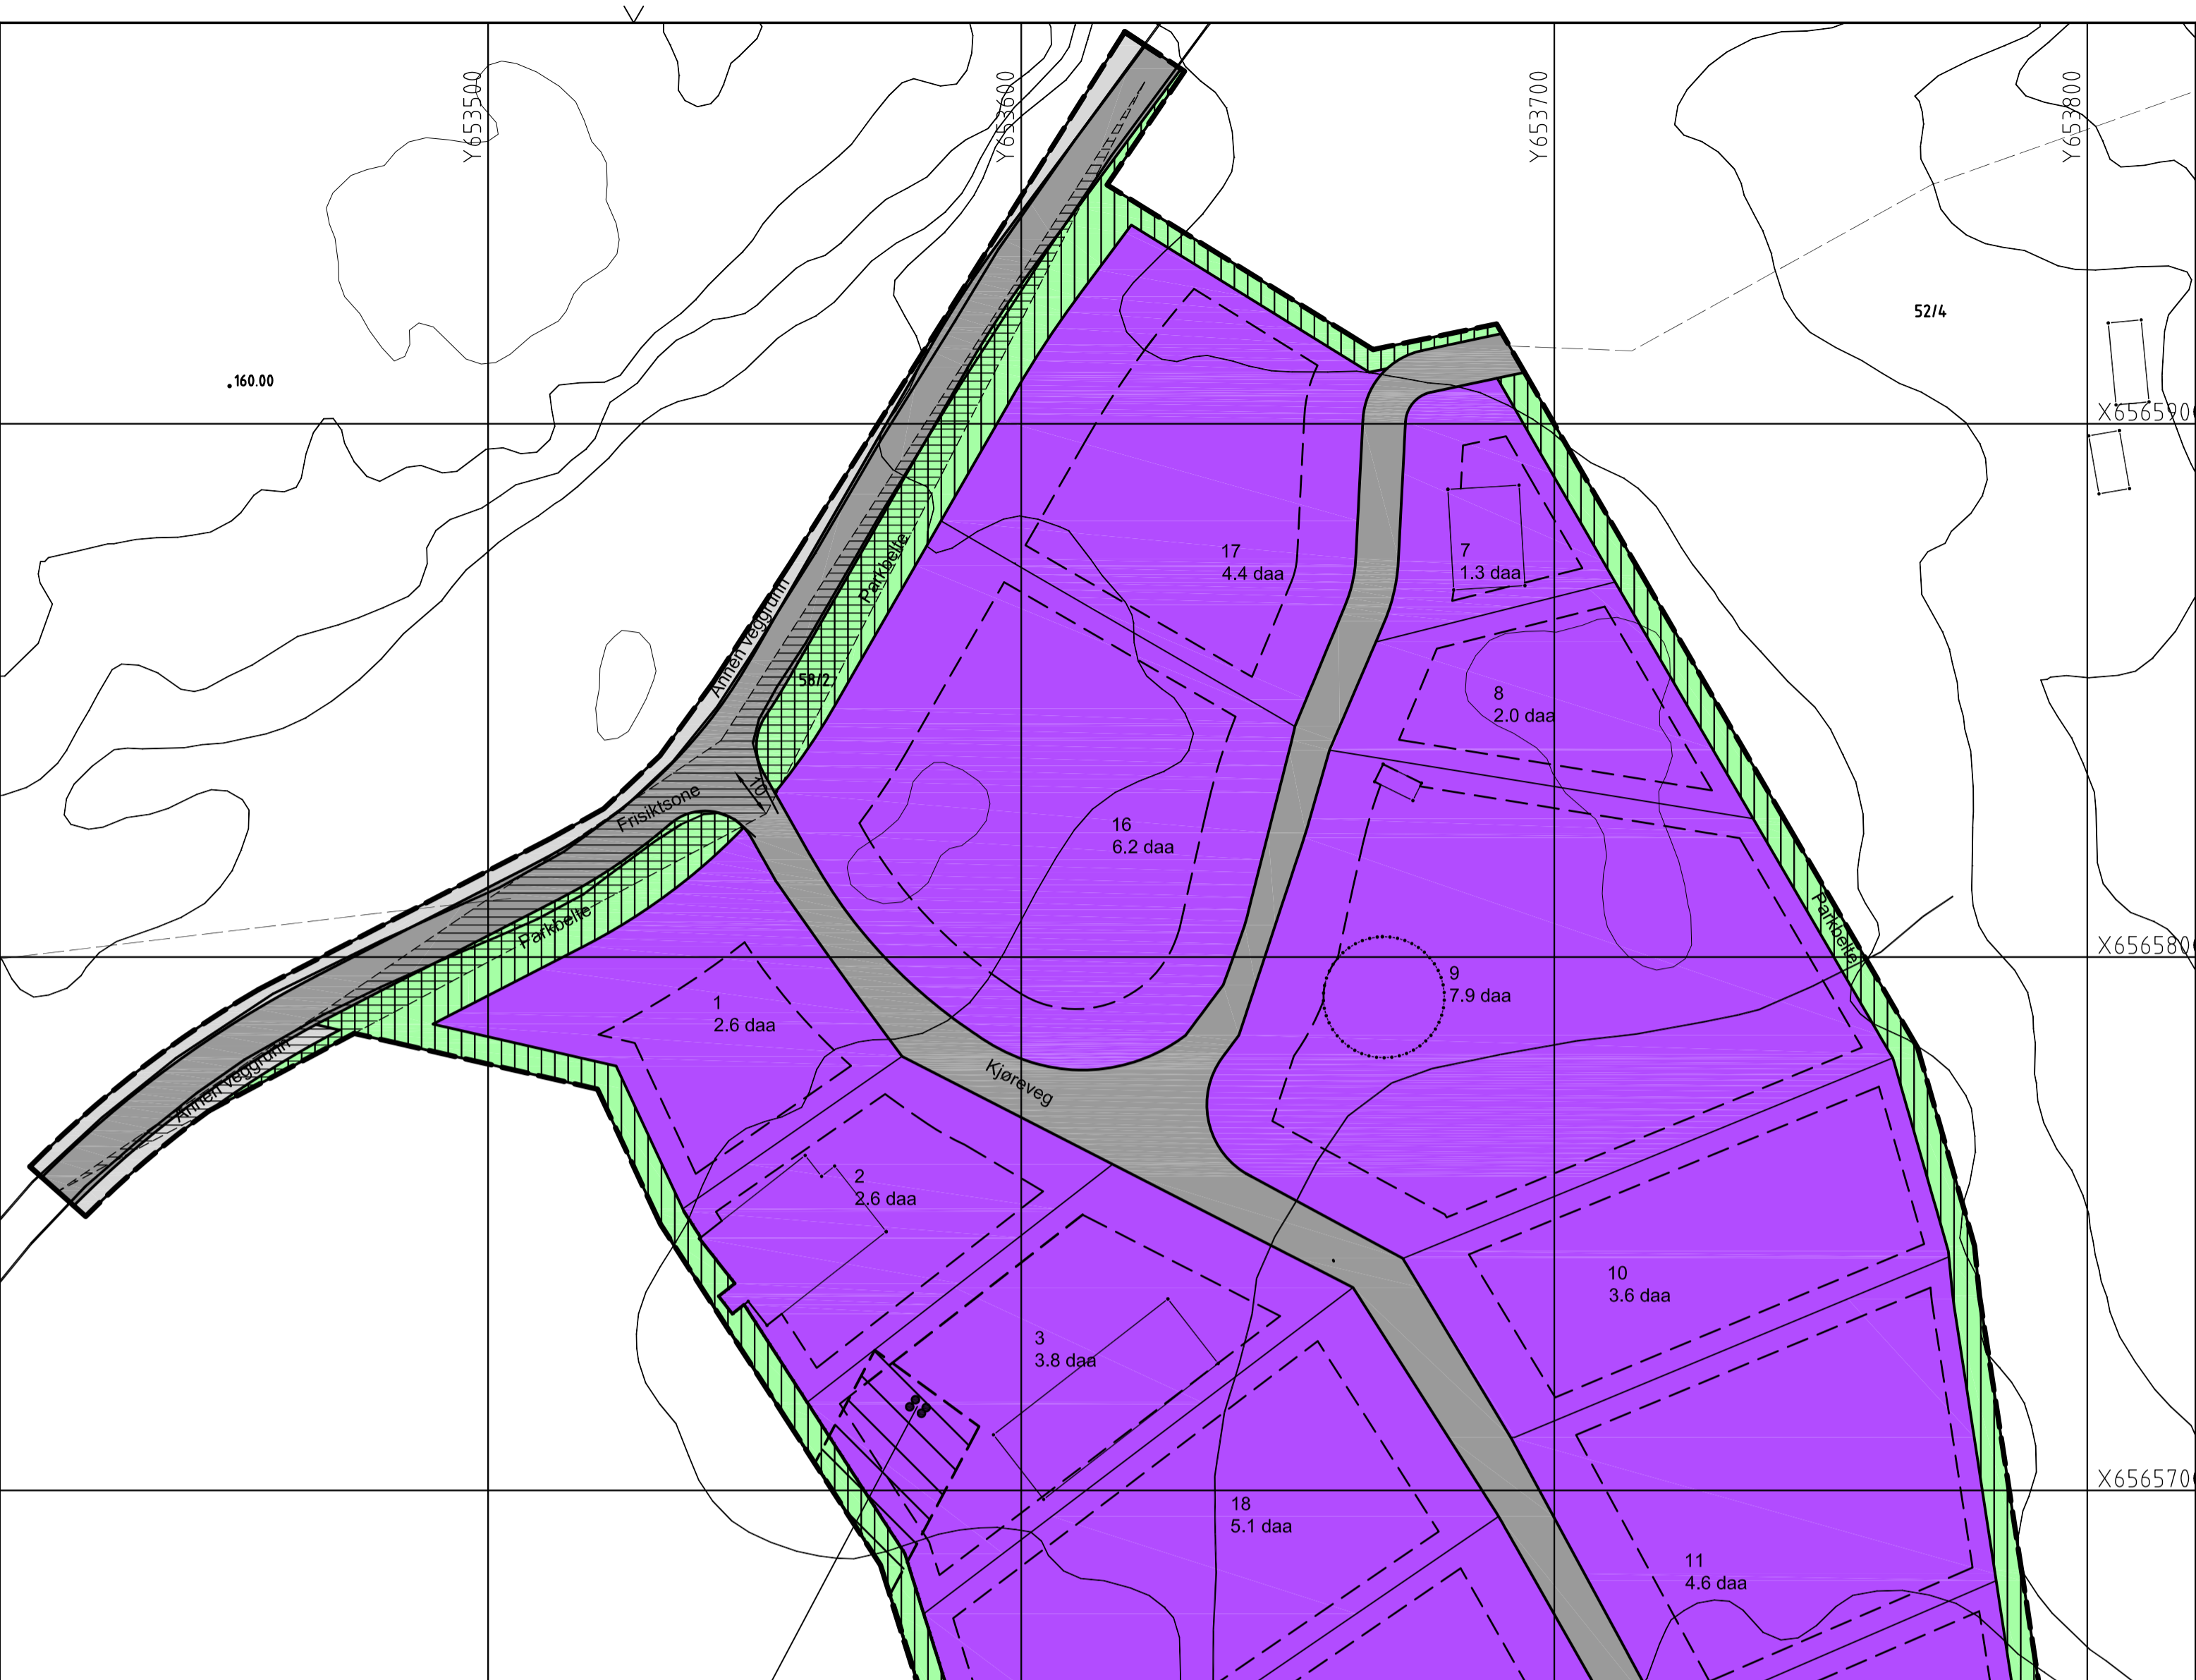 Y653500
Y653600
Y653700
Y653800
52/4
160.00
X656590
Parkbelte
17
4.4 daa
7
1.3 daa
Annen veggrunn
58/2
8
2.0 daa
10
Frisiktsone
16
6.2 daa
Parkbelte
Parkbelte
X656580
9
7.9 daa
1
2.6 daa
Annen veggrunn
Kjøreveg
2
2.6 daa
10
3.6 daa
3
3.8 daa
X656570
18
5.1 daa
11
4.6 daa